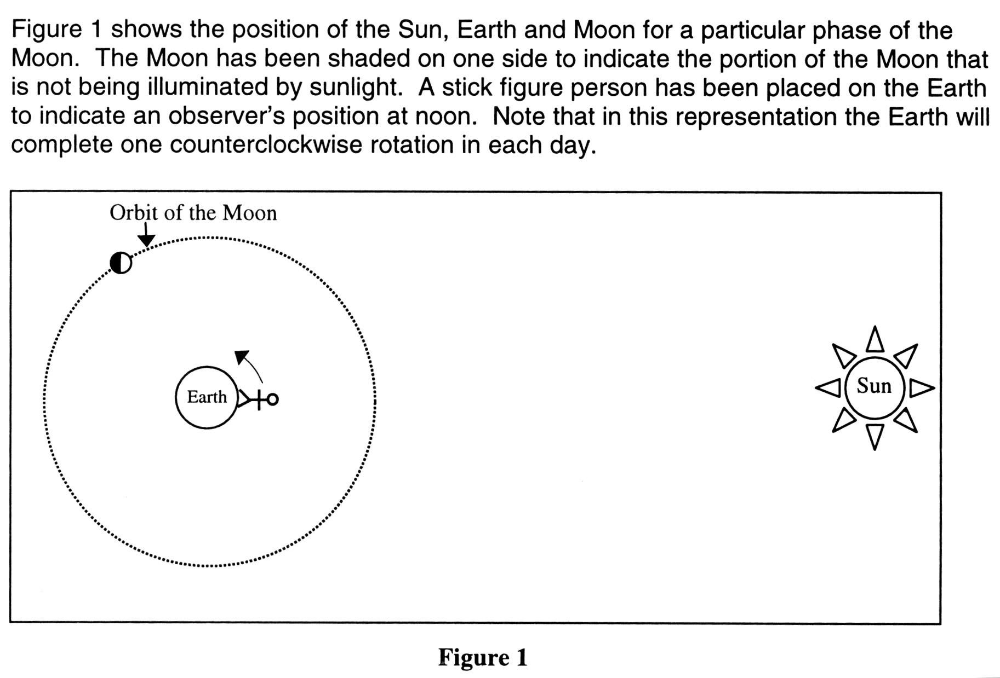 Figure 1 shows the position of the Sun, Earth and Moon for a particular phase of the
Moon.  The Moon has been shaded on one side to indicate the portion of the Moon that
is not being illuminated by sunlight.  A stick figure person has been placed on the Earth
to indicate an observer's position at noon.  Note that in this representation the Earth will
complete one counterclockwise rotation in each day.
Orbit of the Moon
Earth
Sun
Figure 1